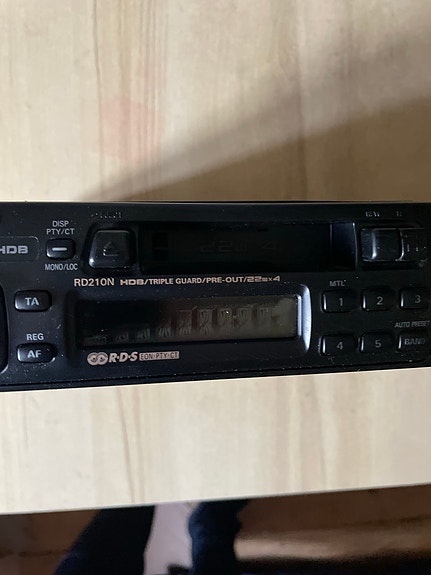 DISP
PTY/CT
HDB
MONO/LOC
RD210N HDB/TRIPLE GUARD/PRE-OUT/22W×4
MTL
TA
1 2 3
REG
AUTO PRESET
AF
4 5 BAND
R·D·S EON·PTY·CT